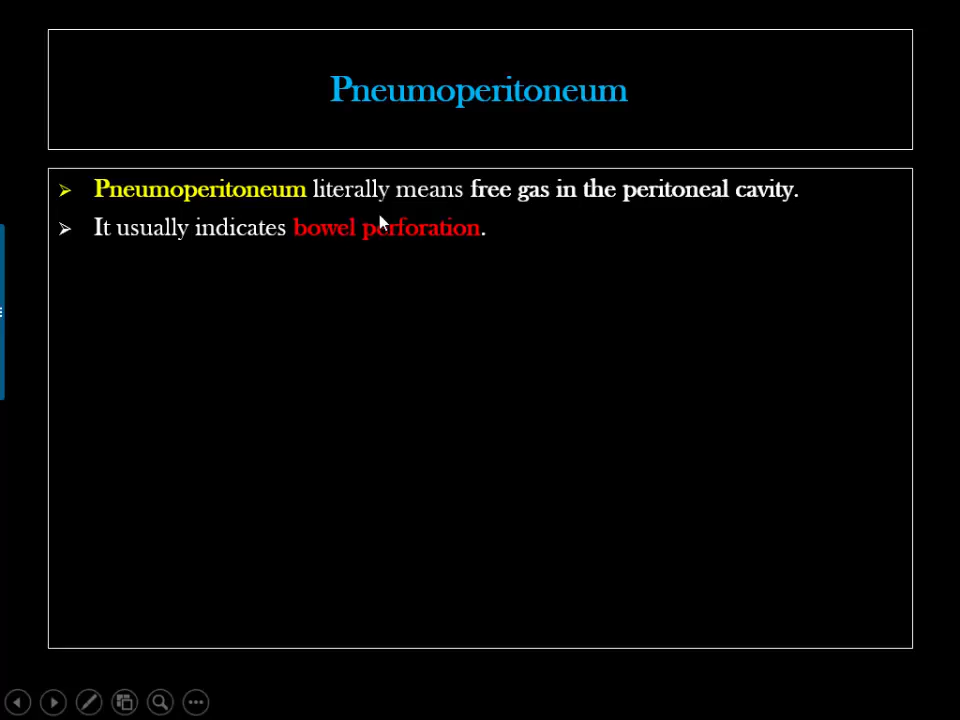 Pneumoperitoneum
➢ Pneumoperitoneum literally means free gas in the peritoneal cavity.
➢ It usually indicates bowel perforation.